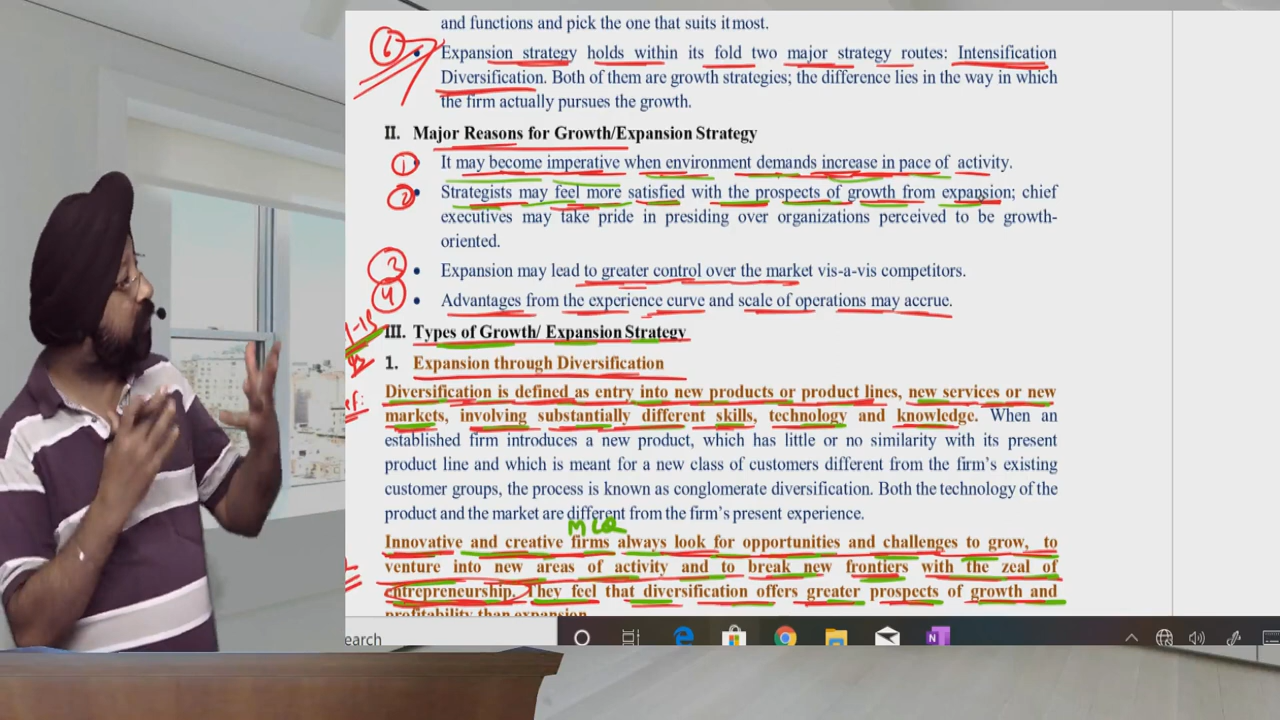 and functions and pick the one that suits it most.
6
• Expansion strategy holds within its fold two major strategy routes: Intensification
Diversification. Both of them are growth strategies; the difference lies in the way in which
the firm actually pursues the growth.
II. Major Reasons for Growth/Expansion Strategy
1 • It may become imperative when environment demands increase in pace of activity.
2 • Strategists may feel more satisfied with the prospects of growth from expansion; chief
executives may take pride in presiding over organizations perceived to be growth-
oriented.
3 • Expansion may lead to greater control over the market vis-a-vis competitors.
4 • Advantages from the experience curve and scale of operations may accrue.
III. Types of Growth/ Expansion Strategy
1. Expansion through Diversification
Diversification is defined as entry into new products or product lines, new services or new
markets, involving substantially different skills, technology and knowledge. When an
established firm introduces a new product, which has little or no similarity with its present
product line and which is meant for a new class of customers different from the firm's existing
customer groups, the process is known as conglomerate diversification. Both the technology of the
product and the market are different from the firm's present experience.
MCQ
Innovative and creative firms always look for opportunities and challenges to grow, to
venture into new areas of activity and to break new frontiers with the zeal of
entrepreneurship. They feel that diversification offers greater prospects of growth and
profitability than expansion.
earch